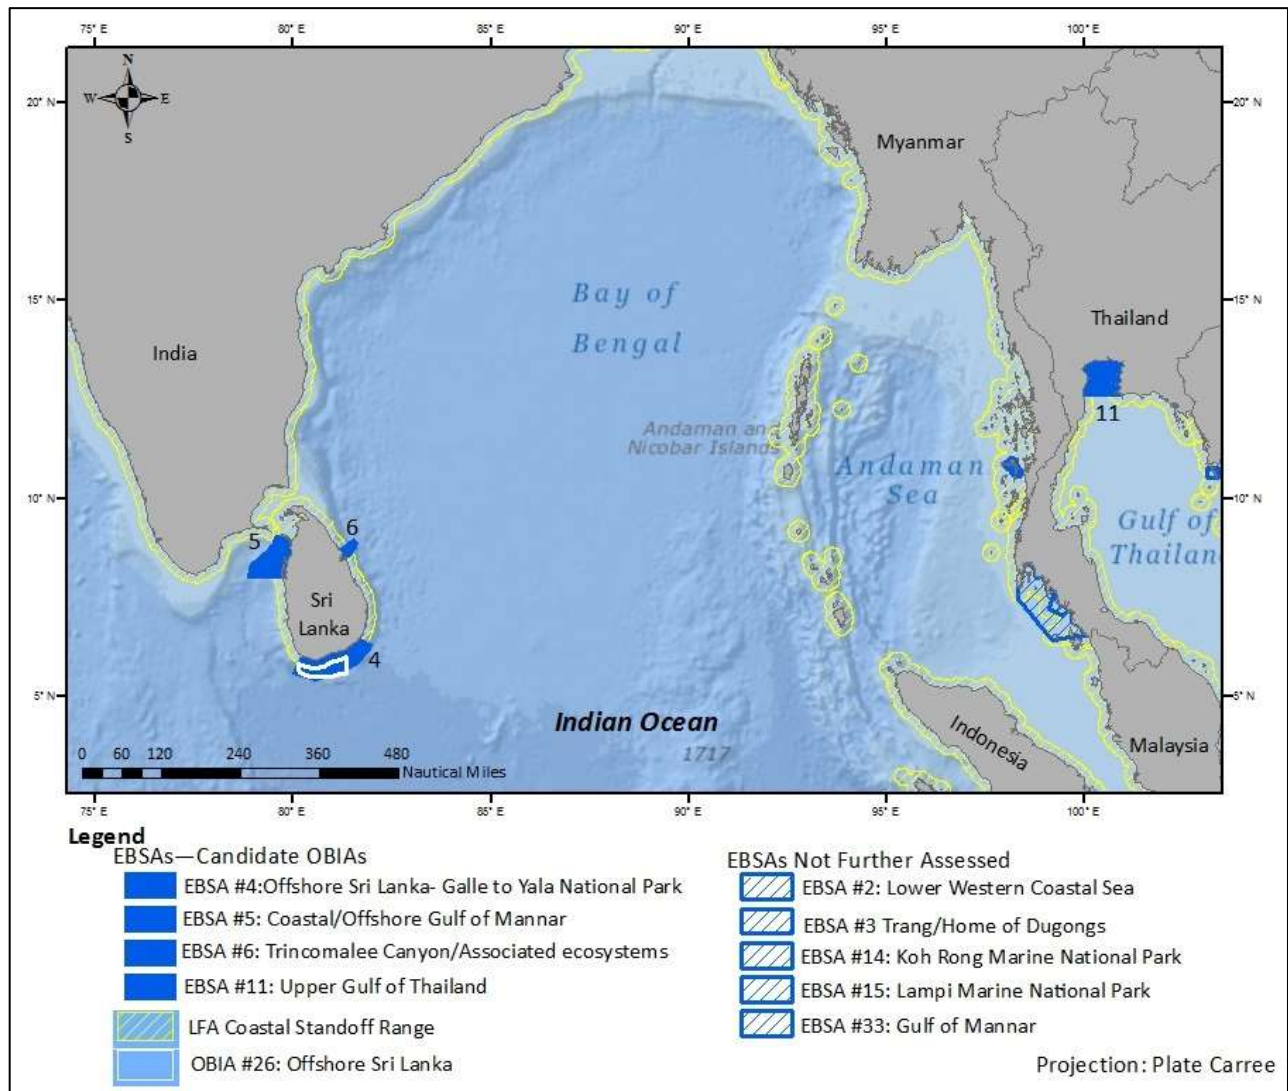 75° E 80° E 85° E 90° E 95° E 100° E
N
W E
S
20° N 20° N
Myanmar
15° N 15° N
Bay of
Bengal
Thailand
India
11
Andaman and
Nicobar Islands
Andaman
Sea
10° N 10° N
Gulf of
Thailand
6
5
Sri
Lanka
4
5° N 5° N
Indian Ocean
1717
Indonesia
Malaysia
0 60 120 240 360 480
Nautical Miles
75° E 80° E 85° E 90° E 95° E 100° E
Legend
EBSAs—Candidate OBIAs
EBSA #4:Offshore Sri Lanka- Galle to Yala National Park
EBSA #5: Coastal/Offshore Gulf of Mannar
EBSA #6: Trincomalee Canyon/Associated ecosystems
EBSA #11: Upper Gulf of Thailand
LFA Coastal Standoff Range
OBIA #26: Offshore Sri Lanka
EBSAs Not Further Assessed
EBSA #2: Lower Western Coastal Sea
EBSA #3 Trang/Home of Dugongs
EBSA #14: Koh Rong Marine National Park
EBSA #15: Lampi Marine National Park
EBSA #33: Gulf of Mannar
Projection: Plate Carree